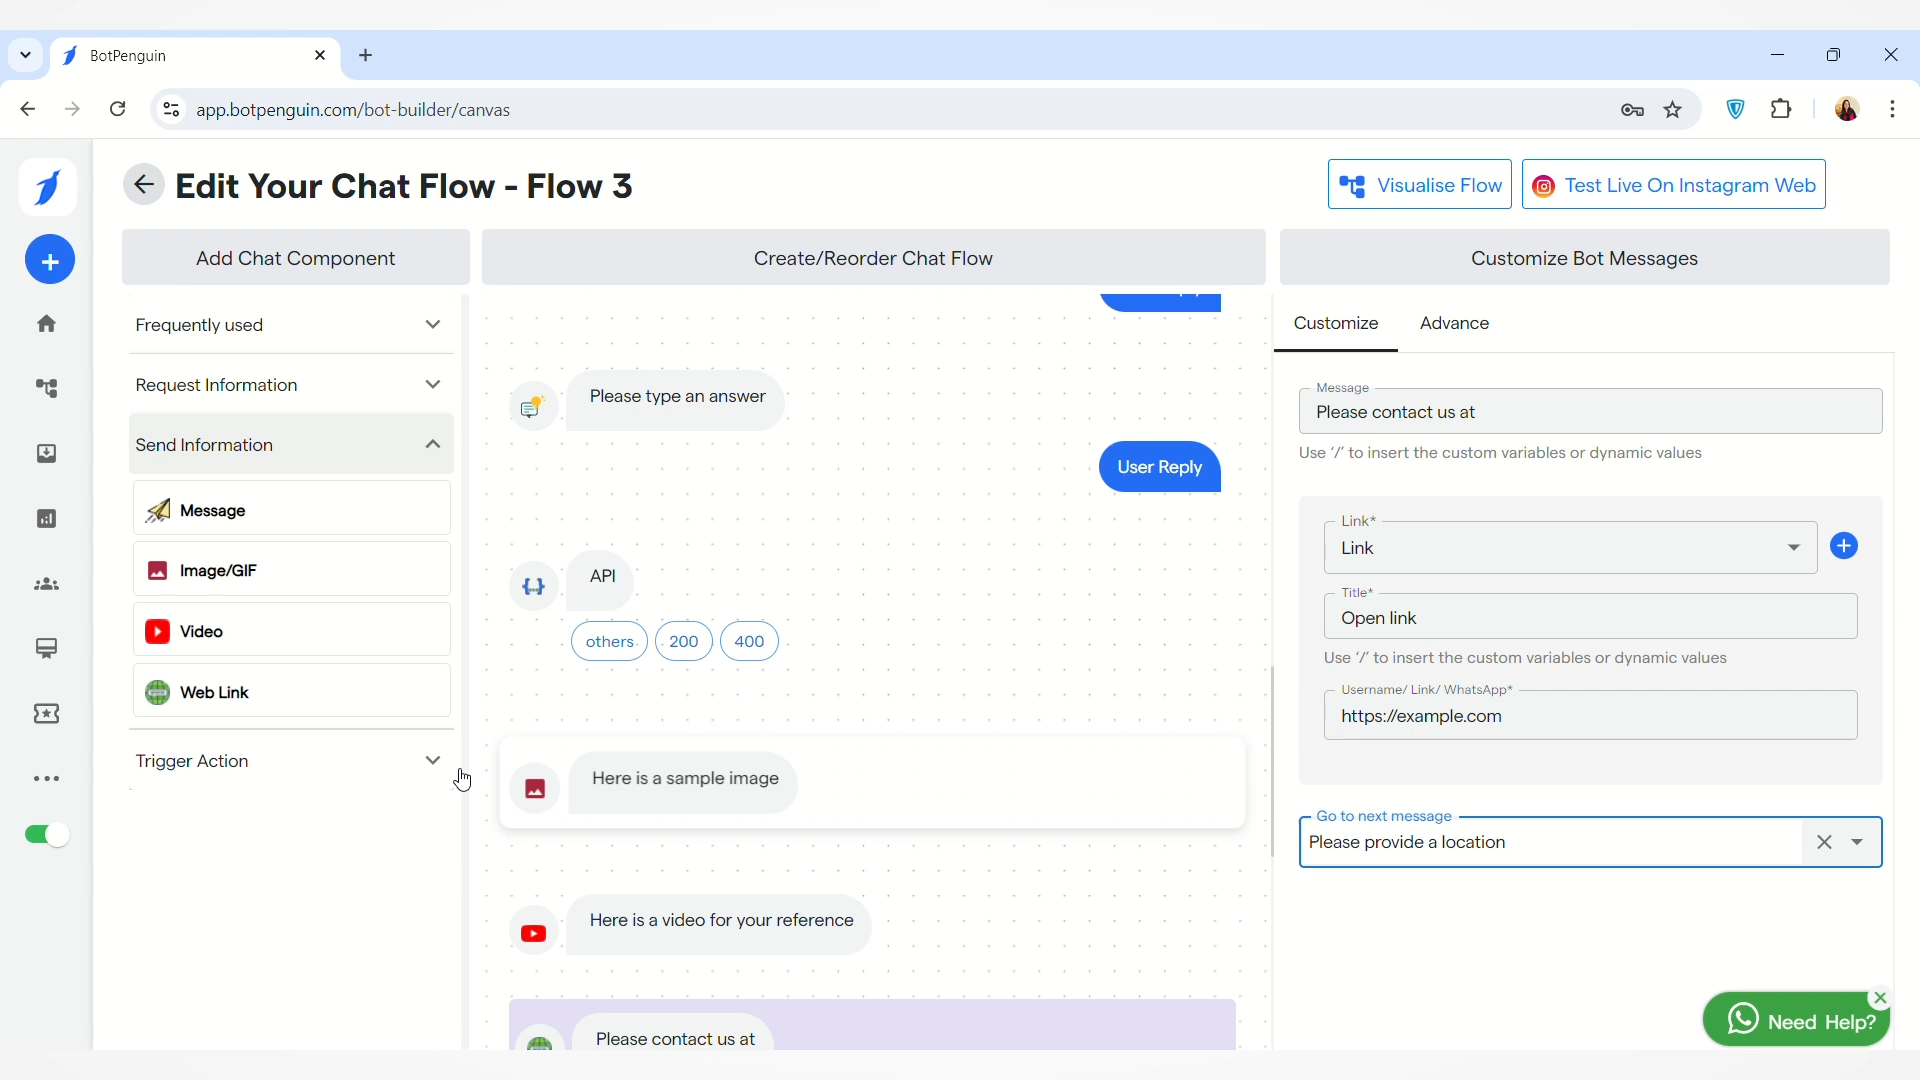 BotPenguin
app.botpenguin.com/bot-builder/canvas
Edit Your Chat Flow - Flow 3
Visualise Flow
Test Live On Instagram Web
Add Chat Component
Create/Reorder Chat Flow
Customize Bot Messages
Frequently used
Request Information
Send Information
Message
Image/GIF
Video
Web Link
Trigger Action
Please type an answer
User Reply
API
others
200
400
Here is a sample image
Here is a video for your reference
Please contact us at
Customize
Advance
Message
Please contact us at
Use '/' to insert the custom variables or dynamic values
Link*
Link
Title*
Open link
Use '/' to insert the custom variables or dynamic values
Username/ Link/ WhatsApp*
https://example.com
Go to next message
Please provide a location
Need Help?